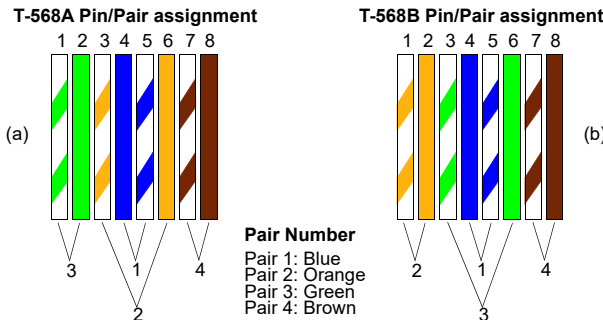 T-568A Pin/Pair assignment
1 2 3 4 5 6 7 8
(a)
3 1 4
2
T-568B Pin/Pair assignment
1 2 3 4 5 6 7 8
(b)
2 1 4
3
Pair Number
Pair 1: Blue
Pair 2: Orange
Pair 3: Green
Pair 4: Brown